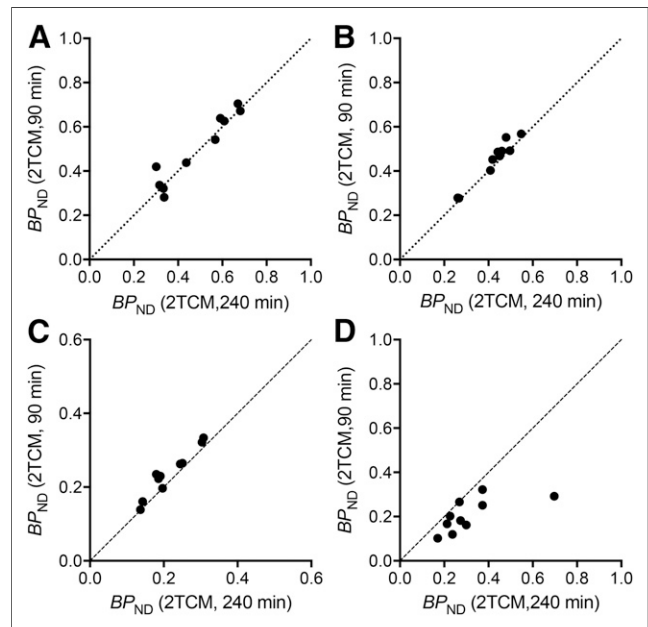 A
1.0
0.8
0.6
0.4
0.2
0.0
BPND (2TCM,90 min)
0.0 0.2 0.4 0.6 0.8 1.0
BPND (2TCM,240 min)
B
1.0
0.8
0.6
0.4
0.2
0.0
BPND (2TCM, 90 min)
0.0 0.2 0.4 0.6 0.8 1.0
BPND (2TCM, 240 min)
C
0.6
0.4
0.2
0.0
BPND (2TCM, 90 min)
0.0 0.2 0.4 0.6
BPND (2TCM, 240 min)
D
1.0
0.8
0.6
0.4
0.2
0.0
BPND (2TCM,90 min)
0.0 0.2 0.4 0.6 0.8 1.0
BPND (2TCM,240 min)